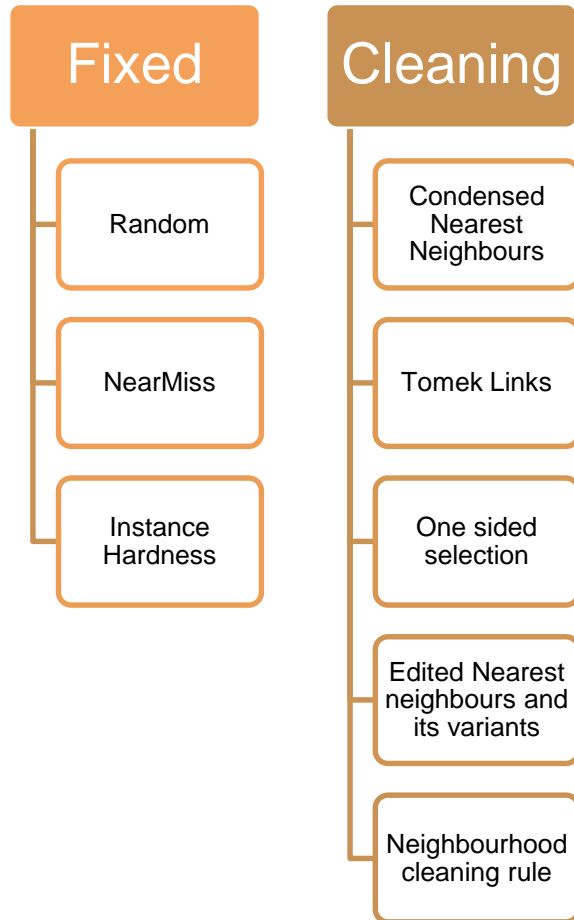 Fixed
Random
NearMiss
Instance
Hardness
Cleaning
Condensed
Nearest
Neighbours
Tomek Links
One sided
selection
Edited Nearest
neighbours and
its variants
Neighbourhood
cleaning rule